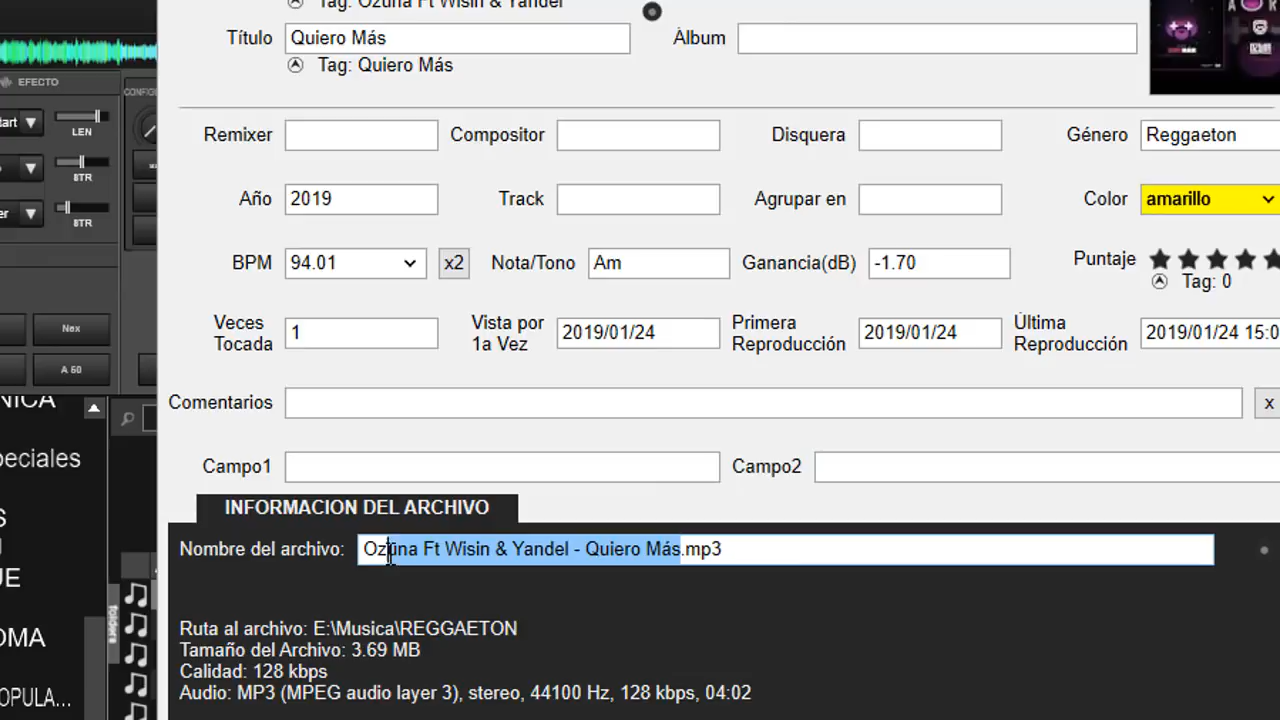 Tag: Ozuna Ft Wisin & Yandel
Título Quiero Más Álbum
Tag: Quiero Más
EFECTO
LEN
Remixer Compositor Disquera Género Reggaeton
8TR
Año 2019 Track Agrupar en Color amarillo
8TR
BPM 94.01 x2 Nota/Tono Am Ganancia(dB) -1.70 Puntaje
Tag: 0
Veces Tocada 1 Vista por 1a Vez 2019/01/24 Primera Reproducción 2019/01/24 Última Reproducción 2019/01/24 15:0
Nex
A 60
Comentarios x
peciales
Campo1 Campo2
INFORMACION DEL ARCHIVO
Nombre del archivo: Ozuna Ft Wisin & Yandel - Quiero Más.mp3
UE
folders
Ruta al archivo: E:\Musica\REGGAETON
OMA
Tamaño del Archivo: 3.69 MB
Calidad: 128 kbps
OPULA...
Audio: MP3 (MPEG audio layer 3), stereo, 44100 Hz, 128 kbps, 04:02